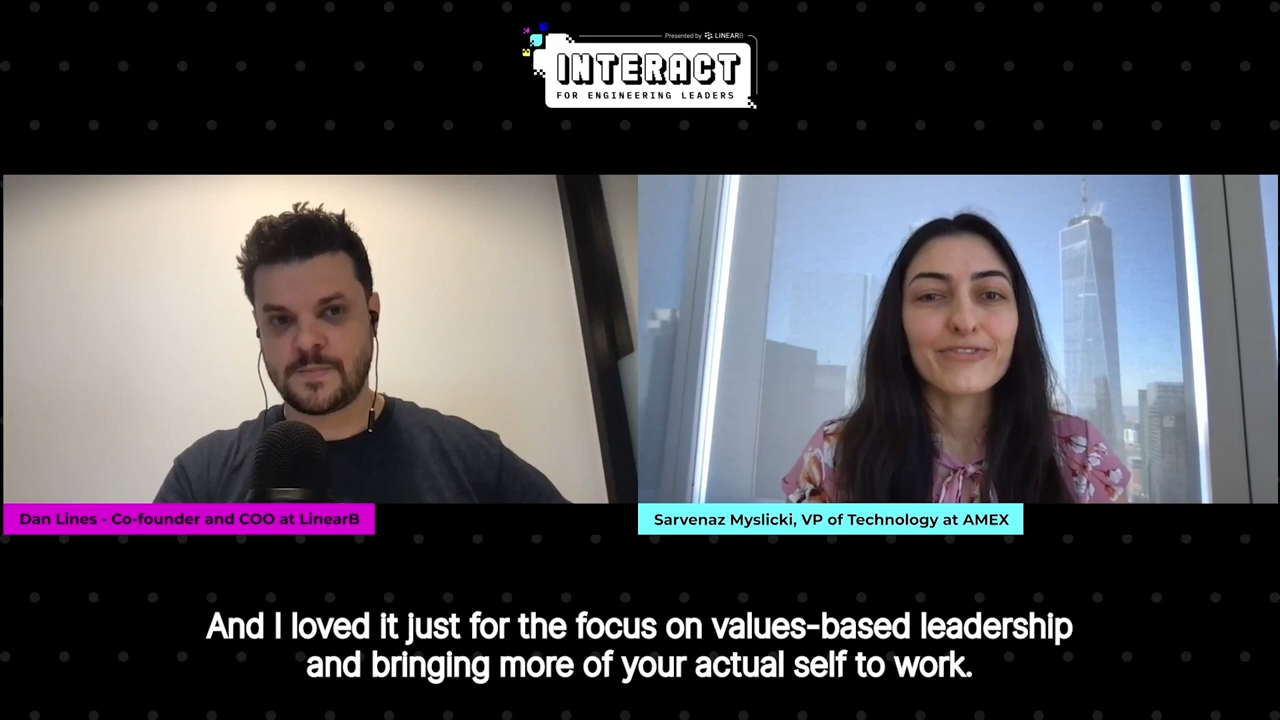 Presented by LINEARB
INTERACT
FOR ENGINEERING LEADERS
Dan Lines - Co-founder and COO at LinearB
Sarvenaz Myslicki, VP of Technology at AMEX
And I loved it just for the focus on values-based leadership
and bringing more of your actual self to work.